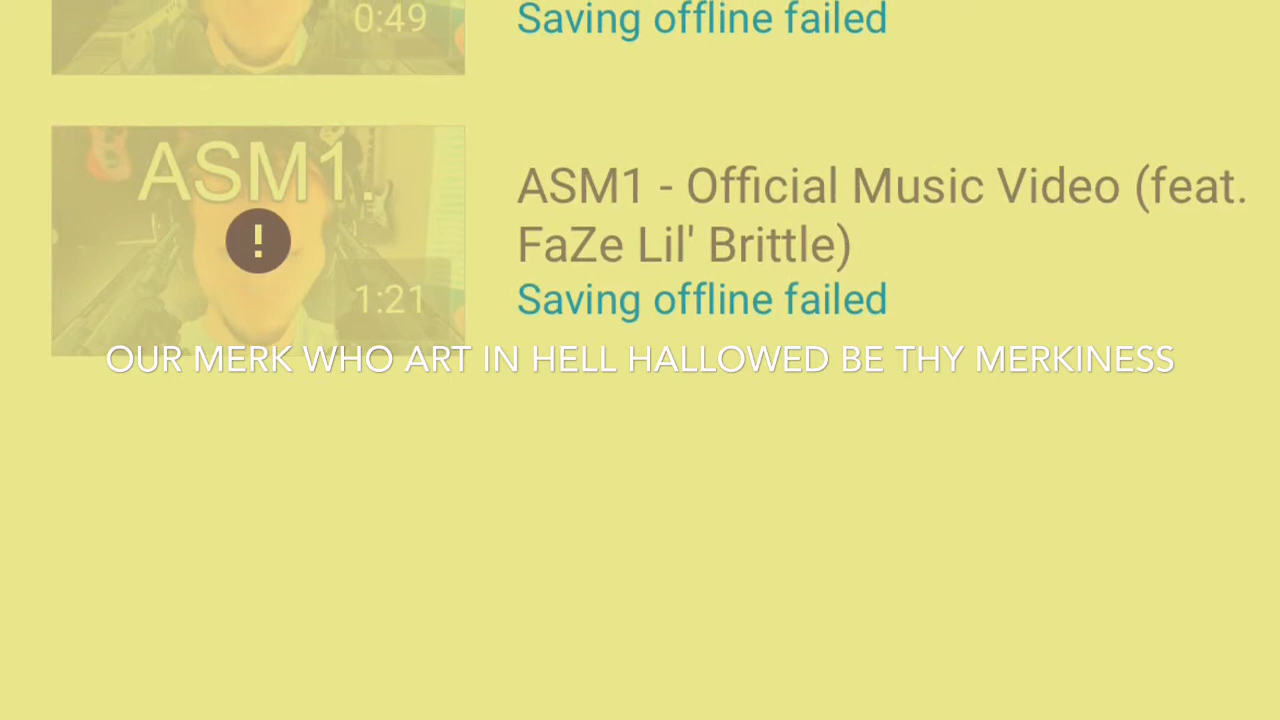 0:49
Saving offline failed
ASM1.
!
ASM1 - Official Music Video (feat.
FaZe Lil' Brittle)
1:21
Saving offline failed
OUR MERK WHO ART IN HELL HALLOWED BE THY MERKINESS